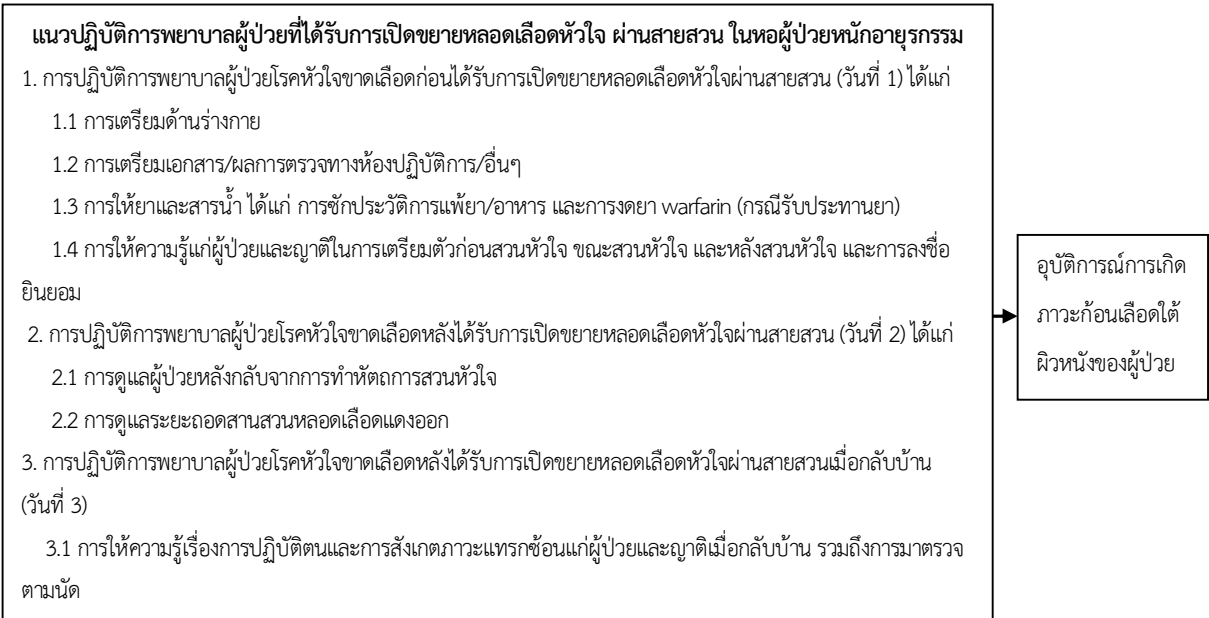 แนวปฏิบัติการพยาบาลผู้ป่วยที่ได้รับการเปิดขยายหลอดเลือดหัวใจ ผ่านสายสวน ในหอผู้ป่วยหนักอายุรกรรม
1. การปฏิบัติการพยาบาลผู้ป่วยโรคหัวใจขาดเลือดก่อนได้รับการเปิดขยายหลอดเลือดหัวใจผ่านสายสวน (วันที่ 1) ได้แก่
1.1 การเตรียมด้านร่างกาย
1.2 การเตรียมเอกสาร/ผลการตรวจทางห้องปฏิบัติการ/อื่นๆ
1.3 การให้ยาและสารน้ำ ได้แก่ การซักประวัติการแพ้ยา/อาหาร และการงดยา warfarin (กรณีรับประทานยา)
1.4 การให้ความรู้แก่ผู้ป่วยและญาติในการเตรียมตัวก่อนสวนหัวใจ ขณะสวนหัวใจ และหลังสวนหัวใจ และการลงชื่อ
ยินยอม
2. การปฏิบัติการพยาบาลผู้ป่วยโรคหัวใจขาดเลือดหลังได้รับการเปิดขยายหลอดเลือดหัวใจผ่านสายสวน (วันที่ 2) ได้แก่
2.1 การดูแลผู้ป่วยหลังกลับจากการทำหัตถการสวนหัวใจ
2.2 การดูแลระยะถอดสานสวนหลอดเลือดแดงออก
3. การปฏิบัติการพยาบาลผู้ป่วยโรคหัวใจขาดเลือดหลังได้รับการเปิดขยายหลอดเลือดหัวใจผ่านสายสวนเมื่อกลับบ้าน
(วันที่ 3)
3.1 การให้ความรู้เรื่องการปฏิบัติตนและการสังเกตภาวะแทรกซ้อนแก่ผู้ป่วยและญาติเมื่อกลับบ้าน รวมถึงการมาตรวจ
ตามนัด
อุบัติการณ์การเกิด
ภาวะก้อนเลือดใต้
ผิวหนังของผู้ป่วย